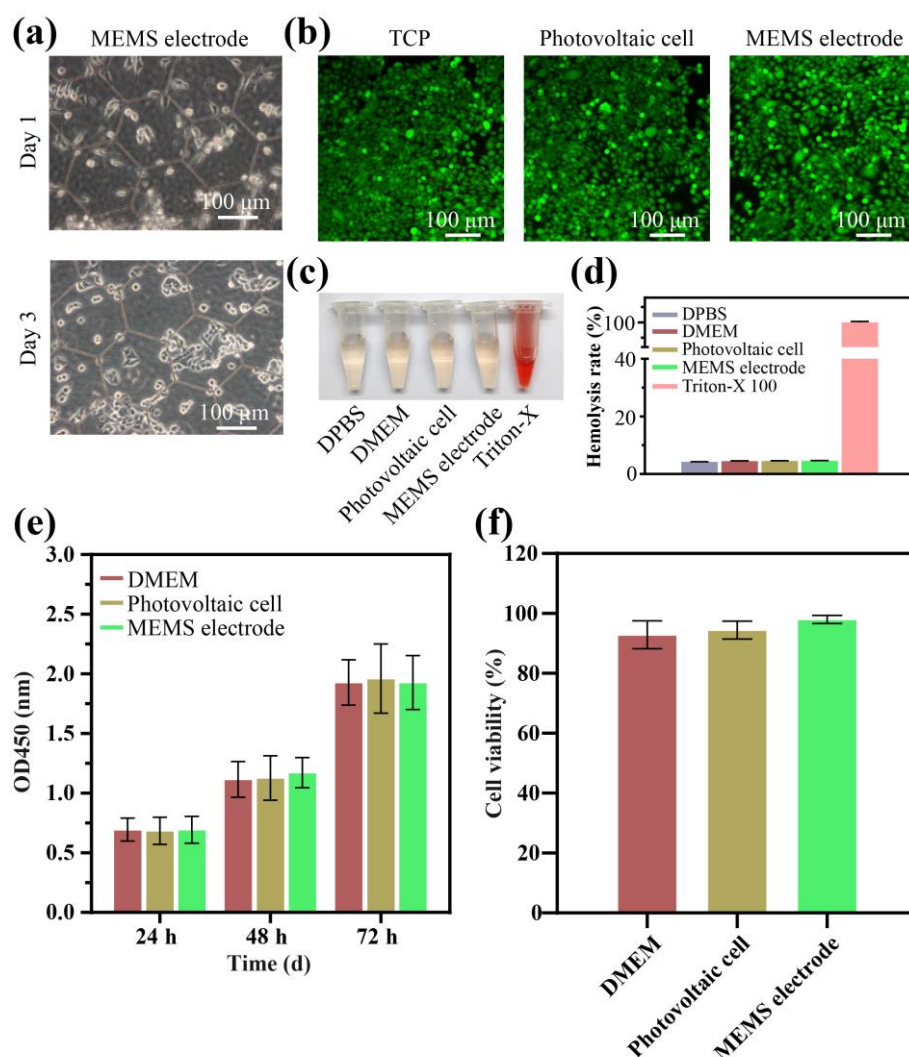 (a)
MEMS electrode
Day 1
100 μm
Day 3
100 μm
(b)
TCP
Photovoltaic cell
MEMS electrode
100 μm
100 μm
100 μm
(c)
DPBS
DMEM
Photovoltaic cell
MEMS electrode
Triton-X
(d)
Hemolysis rate (%)
100
40
20
0
DPBS
DMEM
Photovoltaic cell
MEMS electrode
Triton-X 100
(e)
OD450 (nm)
3.0
2.5
2.0
1.5
1.0
0.5
0.0
DMEM
Photovoltaic cell
MEMS electrode
24 h
48 h
72 h
Time (d)
(f)
Cell viability (%)
120
100
80
60
40
20
0
DMEM
Photovoltaic cell
MEMS electrode